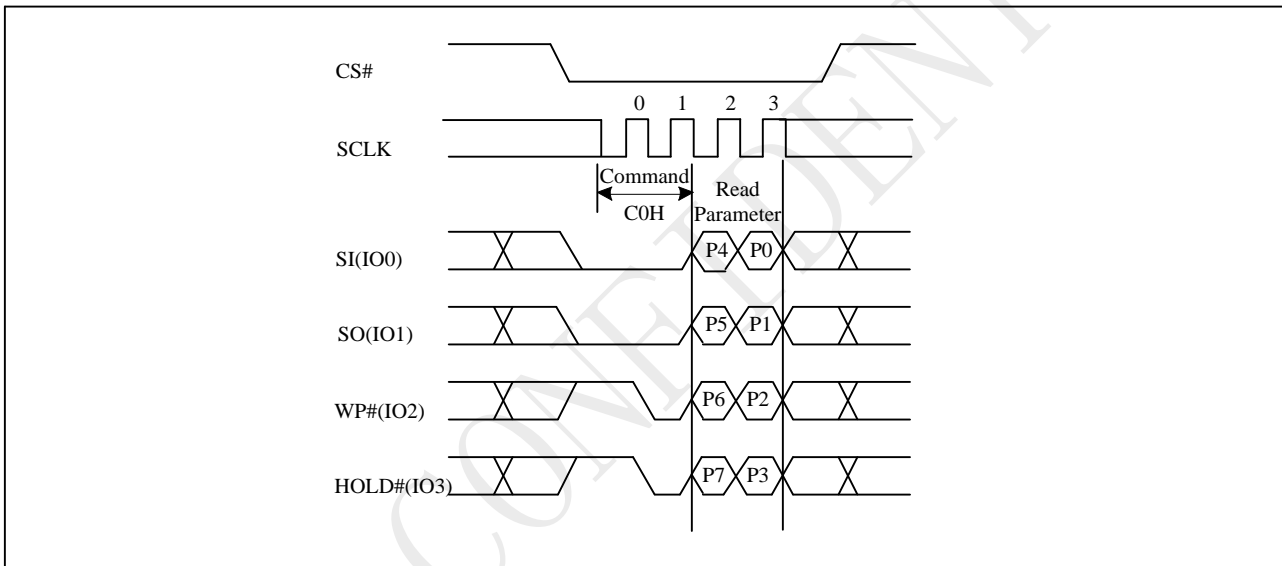 CS#
0 1 2 3
SCLK
Command
C0H
Read
Parameter
SI(IO0)
P4 P0
SO(IO1)
P5 P1
WP#(IO2)
P6 P2
HOLD#(IO3)
P7 P3